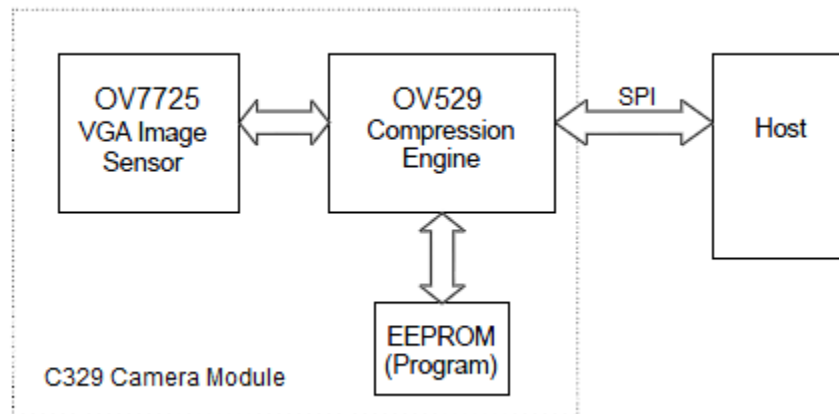 OV7725
VGA Image
Sensor
OV529
Compression
Engine
SPI
Host
EEPROM
(Program)
C329 Camera Module